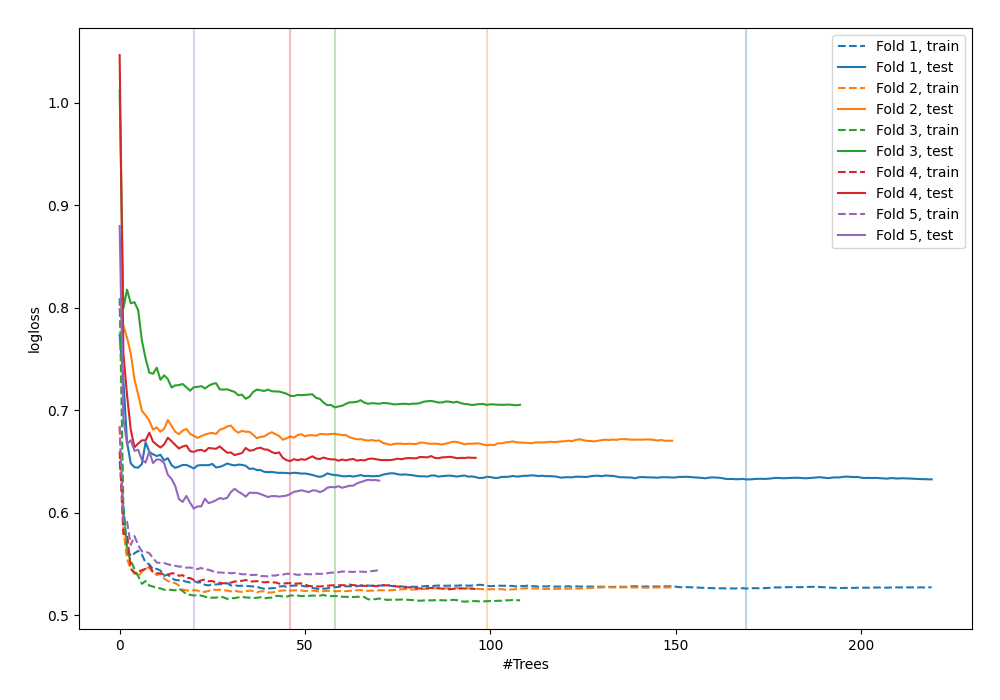 logloss
1.0
0.9
0.8
0.7
0.6
0.5
0
50
100
150
200
#Trees
Fold 1, train
Fold 1, test
Fold 2, train
Fold 2, test
Fold 3, train
Fold 3, test
Fold 4, train
Fold 4, test
Fold 5, train
Fold 5, test